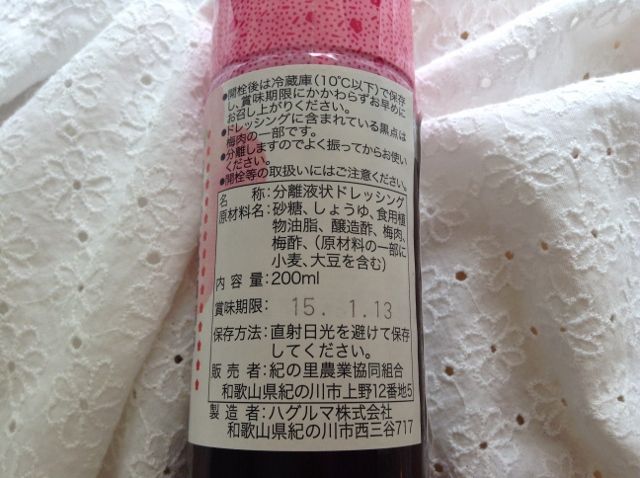 ●開栓後は冷蔵庫(10℃以下)で保存
し、賞味期限にかかわらずお早めに
お召し上がりください。
●ドレッシングに含まれている黒点は
梅肉の一部です。
●分離しますのでよく振ってからお使い
ください。
●開栓等の取扱いにはご注意ください。
名 称:分離液状ドレッシング
原材料名:砂糖、しょうゆ、食用植
物油脂、醸造酢、梅肉、
梅酢、(原材料の一部に
小麦、大豆を含む)
内 容 量:200ml
賞味期限: 15. 1.13
保存方法:直射日光を避けて保存
してください。
販 売 者:紀の里農業協同組合
和歌山県紀の川市上野12番地5
製 造 者:ハグルマ株式会社
和歌山県紀の川市西三谷717